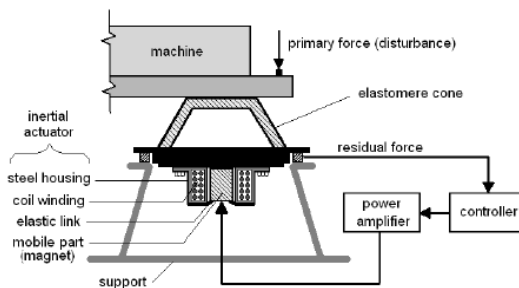 machine
primary force (disturbance)
elastomere cone
inertial
actuator
residual force
steel housing
coil winding
elastic link
mobile part
(magnet)
power
amplifier
controller
support